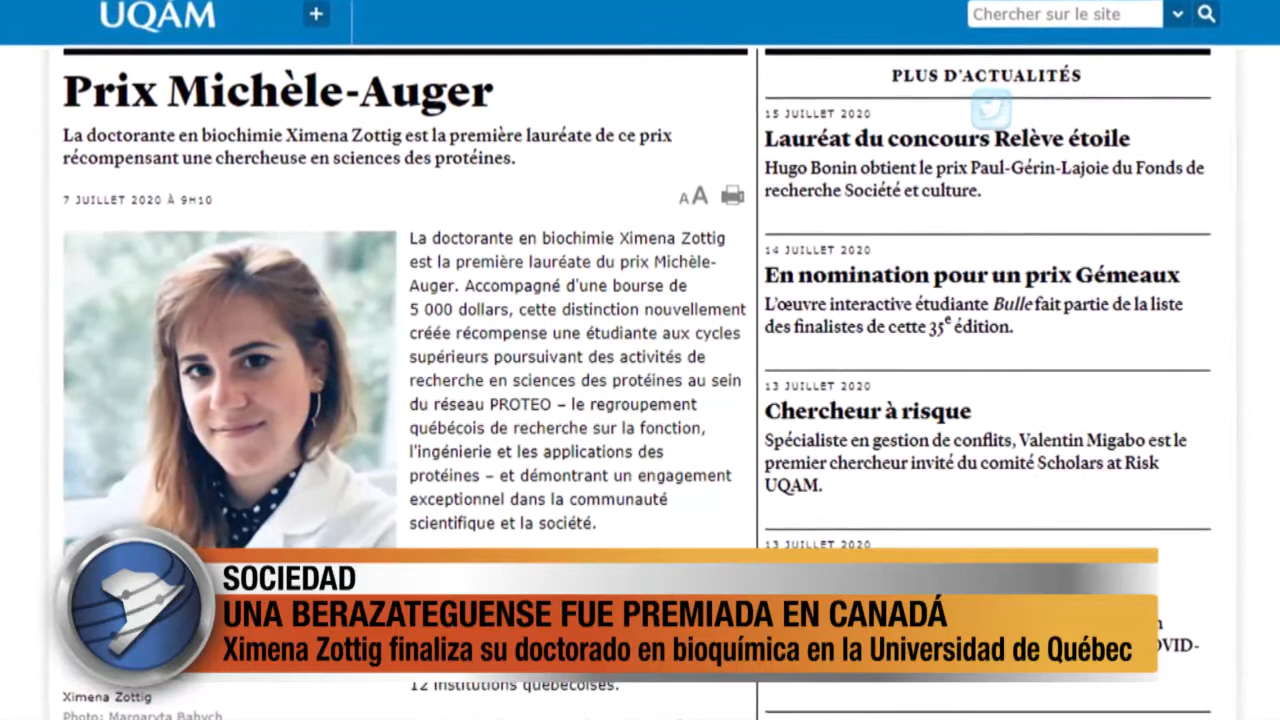 UQÀM
+
Chercher sur le site
Prix Michèle-Auger
La doctorante en biochimie Ximena Zottig est la première lauréate de ce prix
récompensant une chercheuse en sciences des protéines.
7 JUILLET 2020 À 9H10
A A
La doctorante en biochimie Ximena Zottig
est la première lauréate du prix Michèle-
Auger. Accompagné d'une bourse de
5 000 dollars, cette distinction nouvellement
créée récompense une étudiante aux cycles
supérieurs poursuivant des activités de
recherche en sciences des protéines au sein
du réseau PROTEO – le regroupement
québécois de recherche sur la fonction,
l'ingénierie et les applications des
protéines – et démontrant un engagement
exceptionnel dans la communauté
scientifique et la société.
12 institutions québécoises.
Ximena Zottig
Photo: Margaryta Babych
PLUS D'ACTUALITÉS
15 JUILLET 2020
Lauréat du concours Relève étoile
Hugo Bonin obtient le prix Paul-Gérin-Lajoie du Fonds de
recherche Société et culture.
14 JUILLET 2020
En nomination pour un prix Gémeaux
L'œuvre interactive étudiante Bulle fait partie de la liste
des finalistes de cette 35e édition.
13 JUILLET 2020
Chercheur à risque
Spécialiste en gestion de conflits, Valentin Migabo est le
premier chercheur invité du comité Scholars at Risk
UQAM.
13 JUILLET 2020
SOCIEDAD
UNA BERAZATEGUENSE FUE PREMIADA EN CANADÁ
Ximena Zottig finaliza su doctorado en bioquímica en la Universidad de Québec